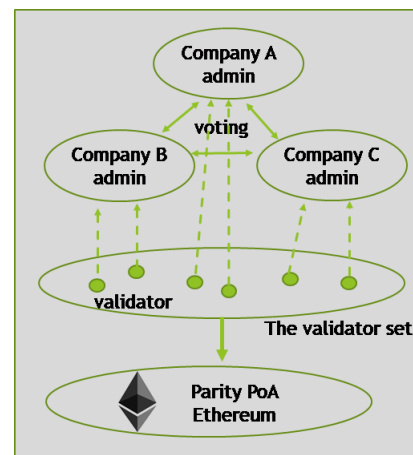 Company A
admin
voting
Company B
admin
Company C
admin
validator
The validator set
Parity PoA
Ethereum